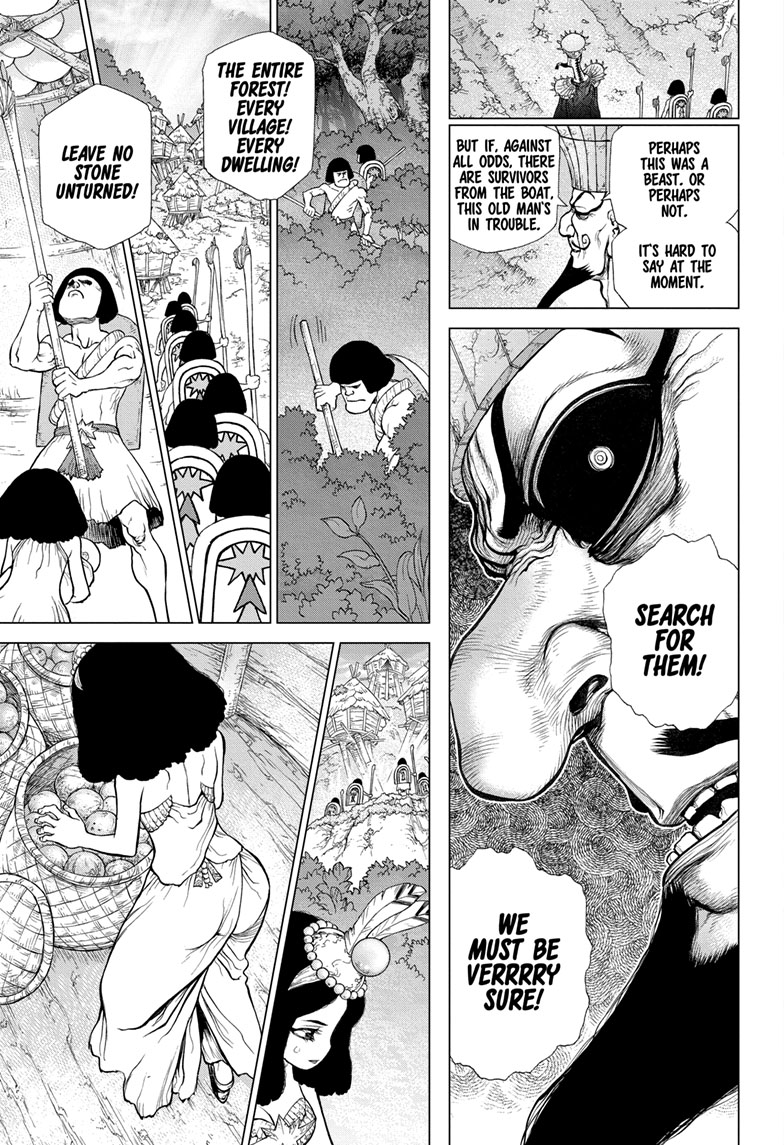 PERHAPS
THIS WAS A
BEAST. OR
PERHAPS
NOT.
IT'S HARD TO
SAY AT THE
MOMENT.
BUT IF, AGAINST
ALL ODDS, THERE
ARE SURVIVORS
FROM THE BOAT,
THIS OLD MAN'S
IN TROUBLE.
SEARCH
FOR
THEM!
WE
MUST BE
VERRRRY
SURE!
THE ENTIRE
FOREST!
EVERY
VILLAGE!
EVERY
DWELLING!
LEAVE NO
STONE
UNTURNED!